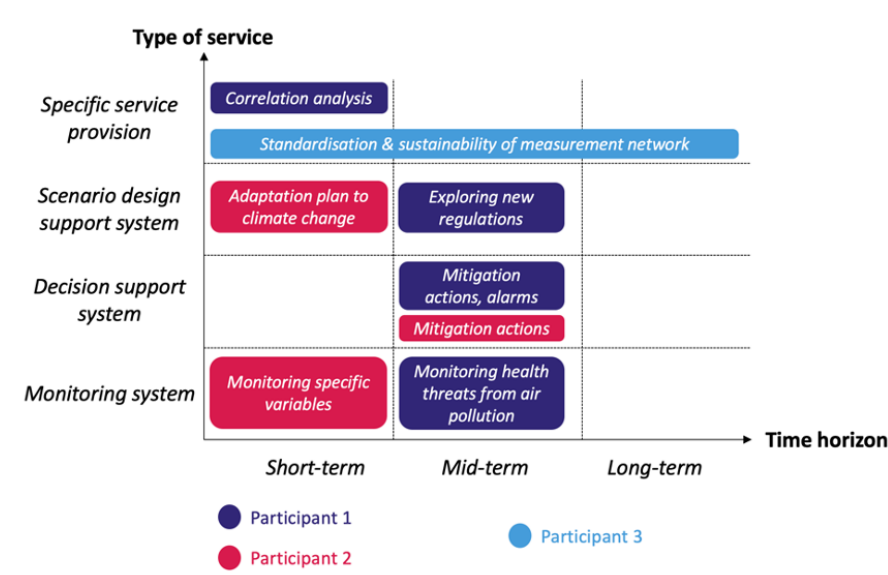 Type of service
Specific service
provision
Correlation analysis
Standardisation & sustainability of measurement network
Scenario design
support system
Adaptation plan to
climate change
Exploring new
regulations
Decision support
system
Mitigation
actions, alarms
Mitigation actions
Monitoring system
Monitoring specific
variables
Monitoring health
threats from air
pollution
Time horizon
Short-term
Mid-term
Long-term
Participant 1
Participant 2
Participant 3